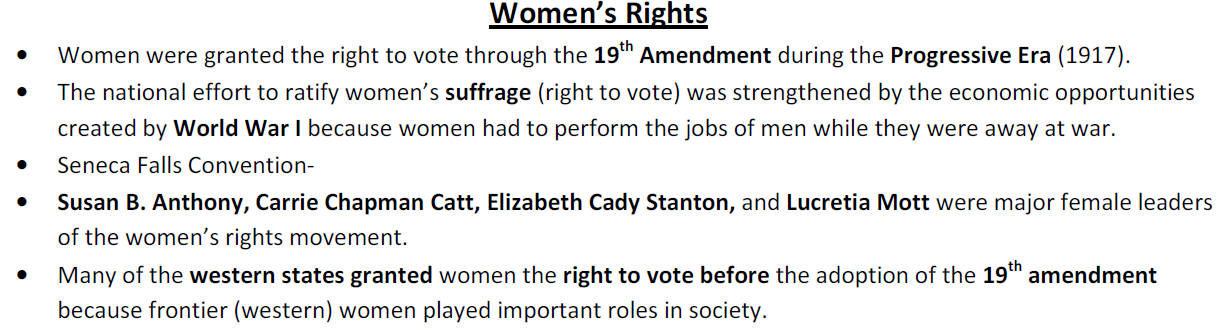 Women’s Rights
• Women were granted the right to vote through the 19th Amendment during the Progressive Era (1917).
• The national effort to ratify women’s suffrage (right to vote) was strengthened by the economic opportunities
created by World War I because women had to perform the jobs of men while they were away at war.
• Seneca Falls Convention-
• Susan B. Anthony, Carrie Chapman Catt, Elizabeth Cady Stanton, and Lucretia Mott were major female leaders
of the women’s rights movement.
• Many of the western states granted women the right to vote before the adoption of the 19th amendment
because frontier (western) women played important roles in society.